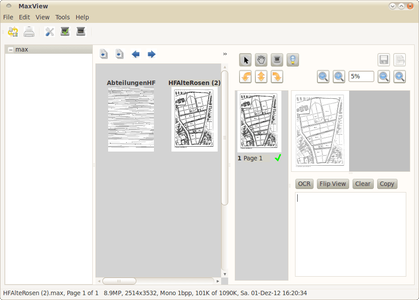 MaxView
File Edit View Tools Help
max
»
AbteilungenHF
HFAlteRosen (2)
5%
1 Page 1
OCR Flip View Clear Copy
HFAlteRosen (2).max, Page 1 of 1 8.9MP, 2514x3532, Mono 1bpp, 101K of 1090K, Sa. 01-Dez-12 16:20:34